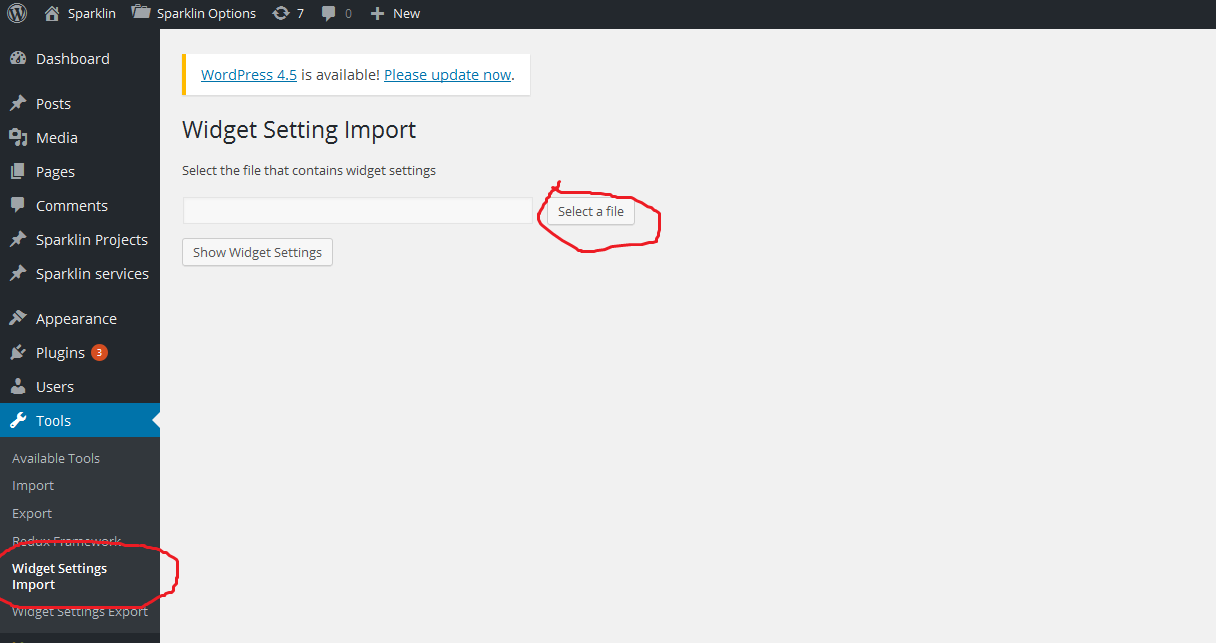 Sparklin Sparklin Options 7 0 New
Dashboard
Posts
Media
Pages
Comments
Sparklin Projects
Sparklin services
Appearance
Plugins 3
Users
Tools
Available Tools
Import
Export
Redux Framework
Widget Settings
Import
Widget Settings Export
WordPress 4.5 is available! Please update now.
Widget Setting Import
Select the file that contains widget settings
Select a file
Show Widget Settings